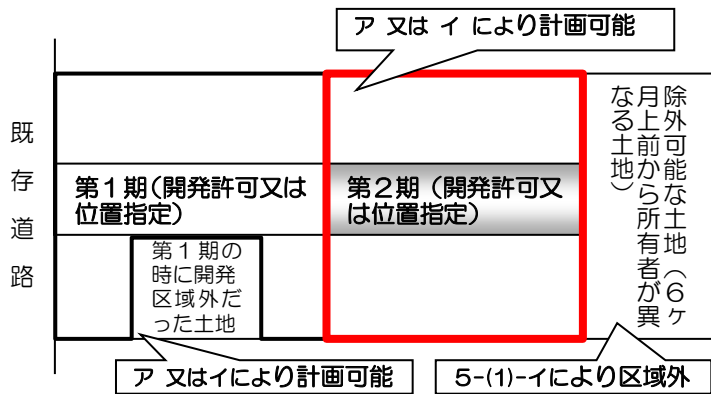 ア 又は イ により計画可能
既存道路
第１期(開発許可又は
位置指定)
第２期（開発許可又
は位置指定）
除外可能な土地（６ヶ
月上前から所有者が異
なる土地）
第１期の
時に開発
区域外だ
った土地
ア 又はイにより計画可能
5-(1)-イにより区域外